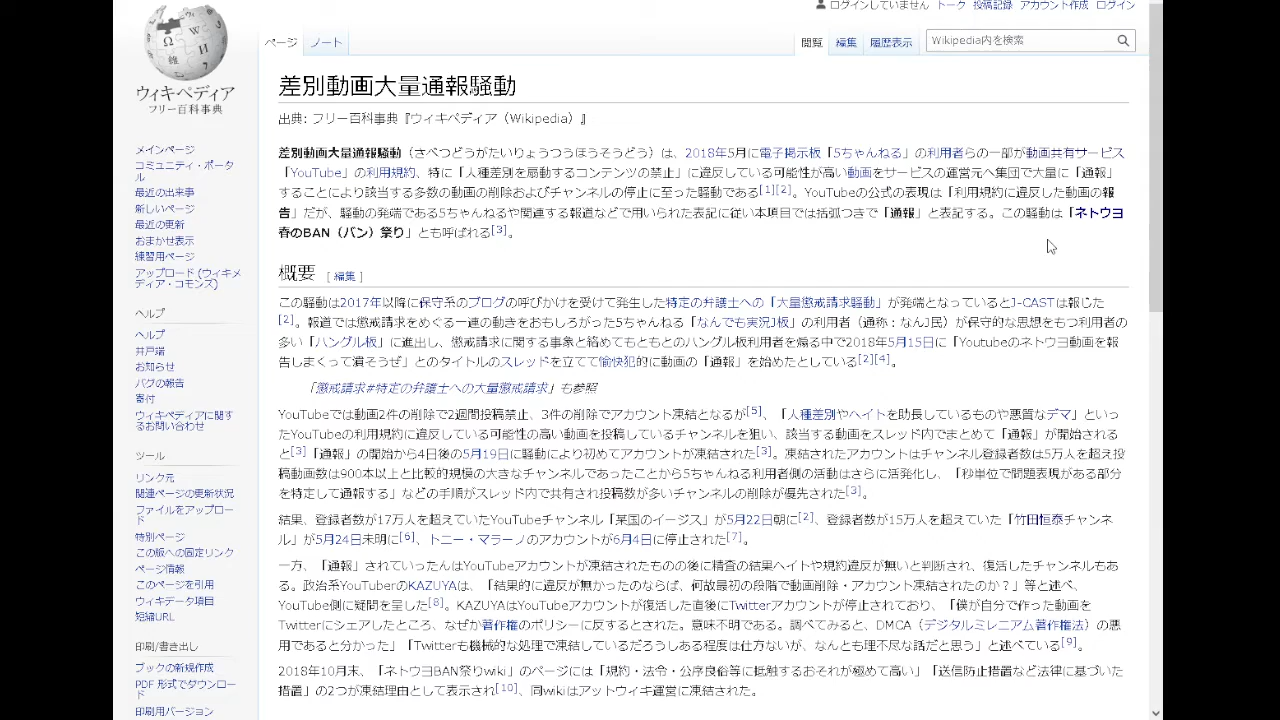 ログインしていません トーク 投稿記録 アカウント作成 ログイン
ウィキペディア
フリー百科事典
ページ ノート 閲覧 編集 履歴表示 Wikipedia内を検索
メインページ
コミュニティ・ポータ
ル
最近の出来事
新しいページ
最近の更新
おまかせ表示
練習用ページ
アップロード (ウィキメ
ディア・コモンズ)
ヘルプ
ヘルプ
井戸端
お知らせ
バグの報告
寄付
ウィキペディアに関す
るお問い合わせ
ツール
リンク元
関連ページの更新状況
ファイルをアップロー
ド
特別ページ
この版への固定リンク
ページ情報
このページを引用
ウィキデータ項目
短縮URL
印刷/書き出し
ブックの新規作成
PDF 形式でダウンロー
ド
印刷用バージョン
差別動画大量通報騒動
出典: フリー百科事典『ウィキペディア（Wikipedia）』
差別動画大量通報騒動（さべつどうがたいりょうつうほうそうどう）は、2018年5月に電子掲示板「5ちゃんねる」の利用者らの一部が動画共有サービス
「YouTube」の利用規約、特に「人種差別を扇動するコンテンツの禁止」に違反している可能性が高い動画をサービスの運営元へ集団で大量に「通報」
することにより該当する多数の動画の削除およびチャンネルの停止に至った騒動である[1][2]。YouTubeの公式の表現は「利用規約に違反した動画の報
告」だが、騒動の発端である5ちゃんねるや関連する報道などで用いられた表記に従い本項目では括弧つきで「通報」と表記する。この騒動は「ネトウヨ
春のBAN（バン）祭り」とも呼ばれる[3]。
概要 [ 編集 ]
この騒動は2017年以降に保守系のブログの呼びかけを受けて発生した特定の弁護士への「大量懲戒請求騒動」が発端となっているとJ-CASTは報じた
[2]。報道では懲戒請求をめぐる一連の動きをおもしろがった5ちゃんねる「なんでも実況J板」の利用者（通称：なんJ民）が保守的な思想をもつ利用者の
多い「ハングル板」に進出し、懲戒請求に関する事象と絡めてもともとのハングル板利用者を煽る中で2018年5月15日に「Youtubeのネトウヨ動画を報
告しまくって潰そうぜ」とのタイトルのスレッドを立てて愉快犯的に動画の「通報」を始めたとしている[2][4]。
「懲戒請求#特定の弁護士への大量懲戒請求」も参照
YouTubeでは動画2件の削除で2週間投稿禁止、3件の削除でアカウント凍結となるが[5]、「人種差別やヘイトを助長しているものや悪質なデマ」といっ
たYouTubeの利用規約に違反している可能性の高い動画を投稿しているチャンネルを狙い、該当する動画をスレッド内でまとめて「通報」が開始される
と[3]「通報」の開始から4日後の5月19日に騒動により初めてアカウントが凍結された[3]。凍結されたアカウントはチャンネル登録者数は5万人を超え投
稿動画数は900本以上と比較的規模の大きなチャンネルであったことから5ちゃんねる利用者側の活動はさらに活発化し、「秒単位で問題表現がある部分
を特定して通報する」などの手順がスレッド内で共有され投稿数が多いチャンネルの削除が優先された[3]。
結果、登録者数が17万人を超えていたYouTubeチャンネル「某国のイージス」が5月22日朝に[2]、登録者数が15万人を超えていた「竹田恒泰チャンネ
ル」が5月24日未明に[6]、トニー・マラーノのアカウントが6月4日に停止された[7]。
一方、「通報」されていったんはYouTubeアカウントが凍結されたものの後に精査の結果ヘイトや規約違反が無いと判断され、復活したチャンネルもあ
る。政治系YouTuberのKAZUYAは、「結果的に違反が無かったのならば、何故最初の段階で動画削除・アカウント凍結されたのか？」等と述べ、
YouTube側に疑問を呈した[8]。KAZUYAはYouTubeアカウントが復活した直後にTwitterアカウントが停止されており、「僕が自分で作った動画を
Twitterにシェアしたところ、なぜか著作権のポリシーに反するとされた。意味不明である。調べてみると、DMCA（デジタルミレニアム著作権法）の悪
用であると分かった」「Twitterも機械的な処理で凍結しているだろうしある程度は仕方ないが、なんとも理不尽な話だと思う」と述べている[9]。
2018年10月末、「ネトウヨBAN祭りwiki」のページには「規約・法令・公序良俗等に抵触するおそれが極めて高い」「送信防止措置など法律に基づいた
措置」の2つが凍結理由として表示され[10]、同wikiはアットウィキ運営に凍結された。